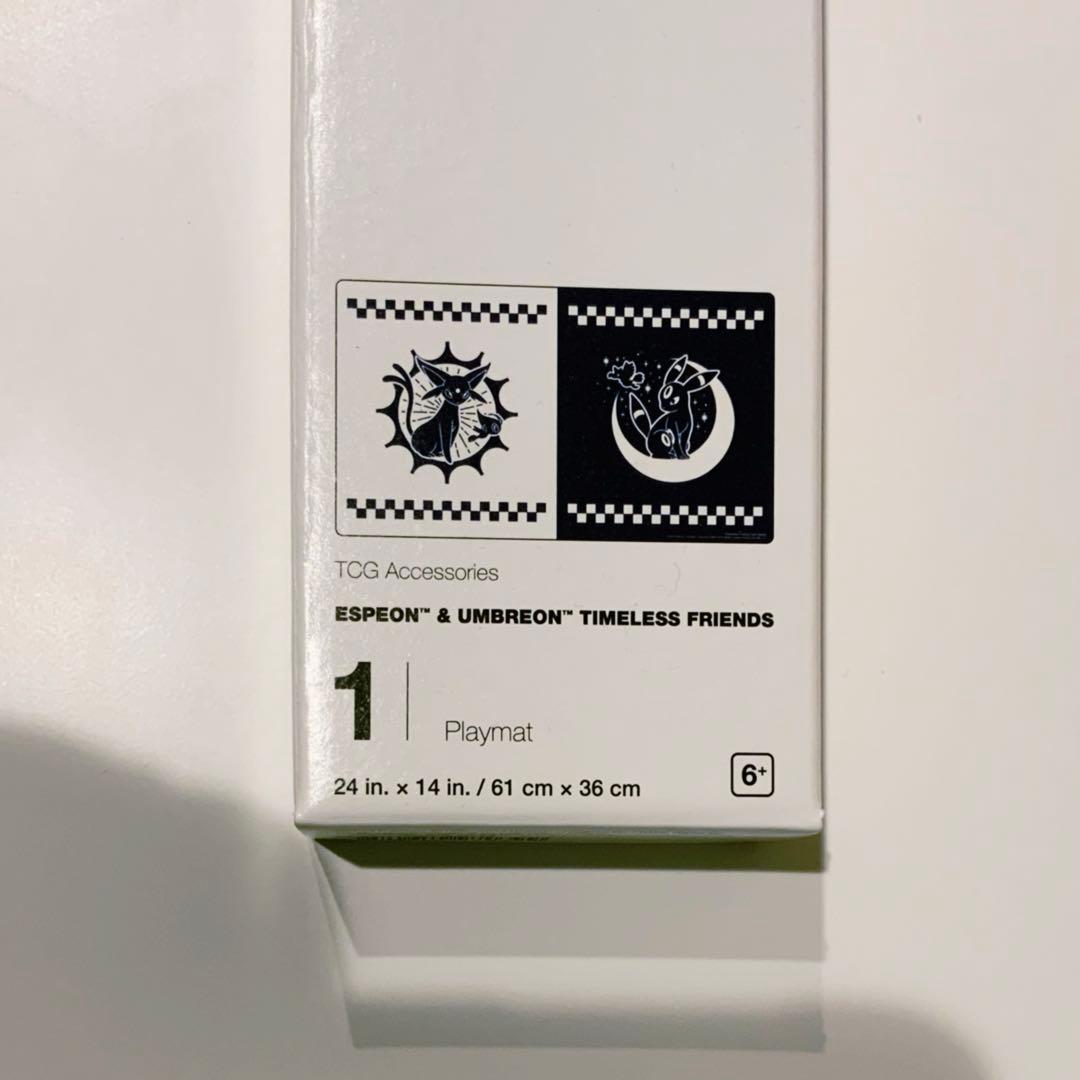 TCG Accessories
ESPEON™ & UMBREON™ TIMELESS FRIENDS
1 Playmat
24 in. × 14 in. / 61 cm × 36 cm
6+